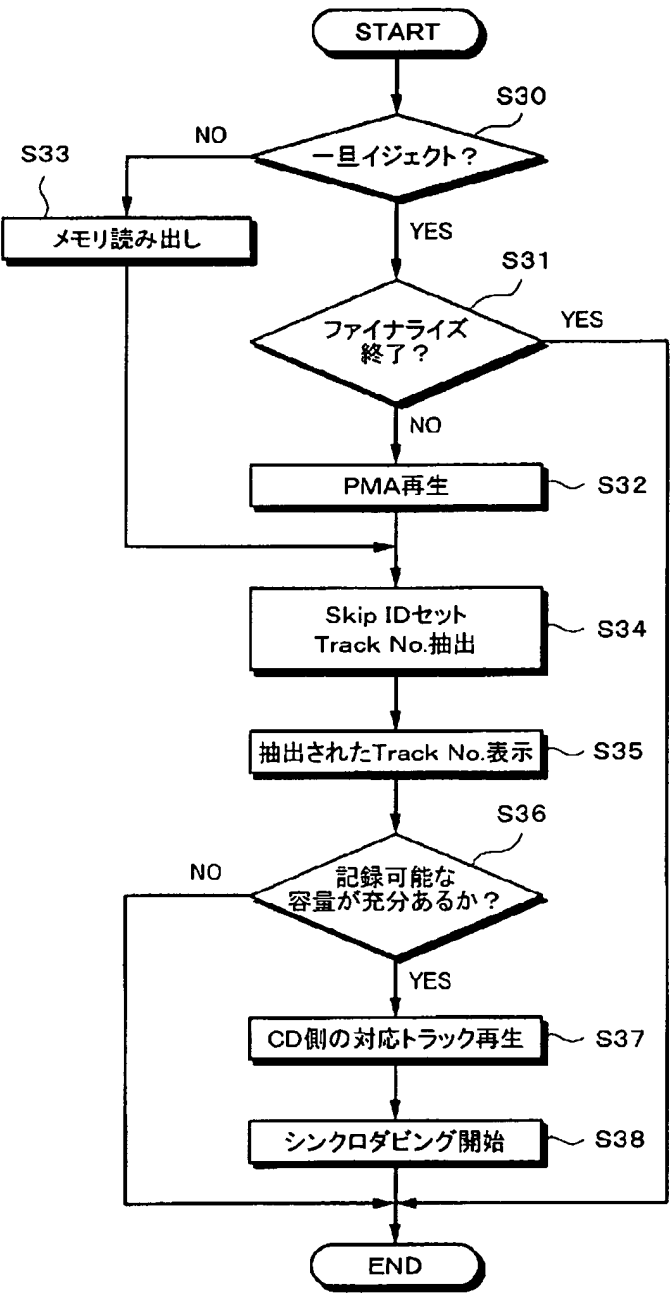 START
S30
NO
一旦イジェクト？
S33
メモリ読み出し
YES
S31
ファイナライズ
終了？
YES
NO
PMA再生
S32
Skip IDセット
Track No.抽出
S34
抽出されたTrack No.表示
S35
S36
NO
記録可能な
容量が充分あるか？
YES
CD側の対応トラック再生
S37
シンクロダビング開始
S38
END